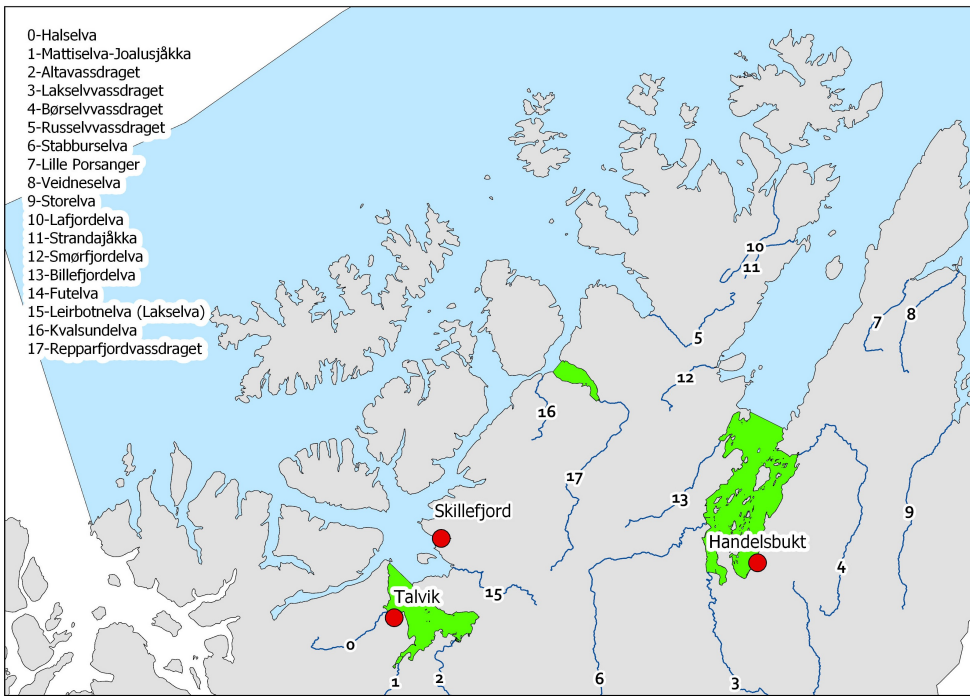 0-Halselva
1-Mattiselva-Joalusjåkka
2-Altavassdraget
3-Lakselvvassdraget
4-Børselvvassdraget
5-Russelvvassdraget
6-Stabburselva
7-Lille Porsanger
8-Veidneselva
9-Storelva
10-Lafjordelva
11-Strandajåkka
12-Smørfjordelva
13-Billefjordelva
14-Futelva
15-Leirbotnelva (Lakselva)
16-Kvalsundelva
17-Repparfjordvassdraget
10
11
8
7
5
12
16
17
13
Skillefjord
9
Handelsbukt
4
15
Talvik
0
1
2
6
3